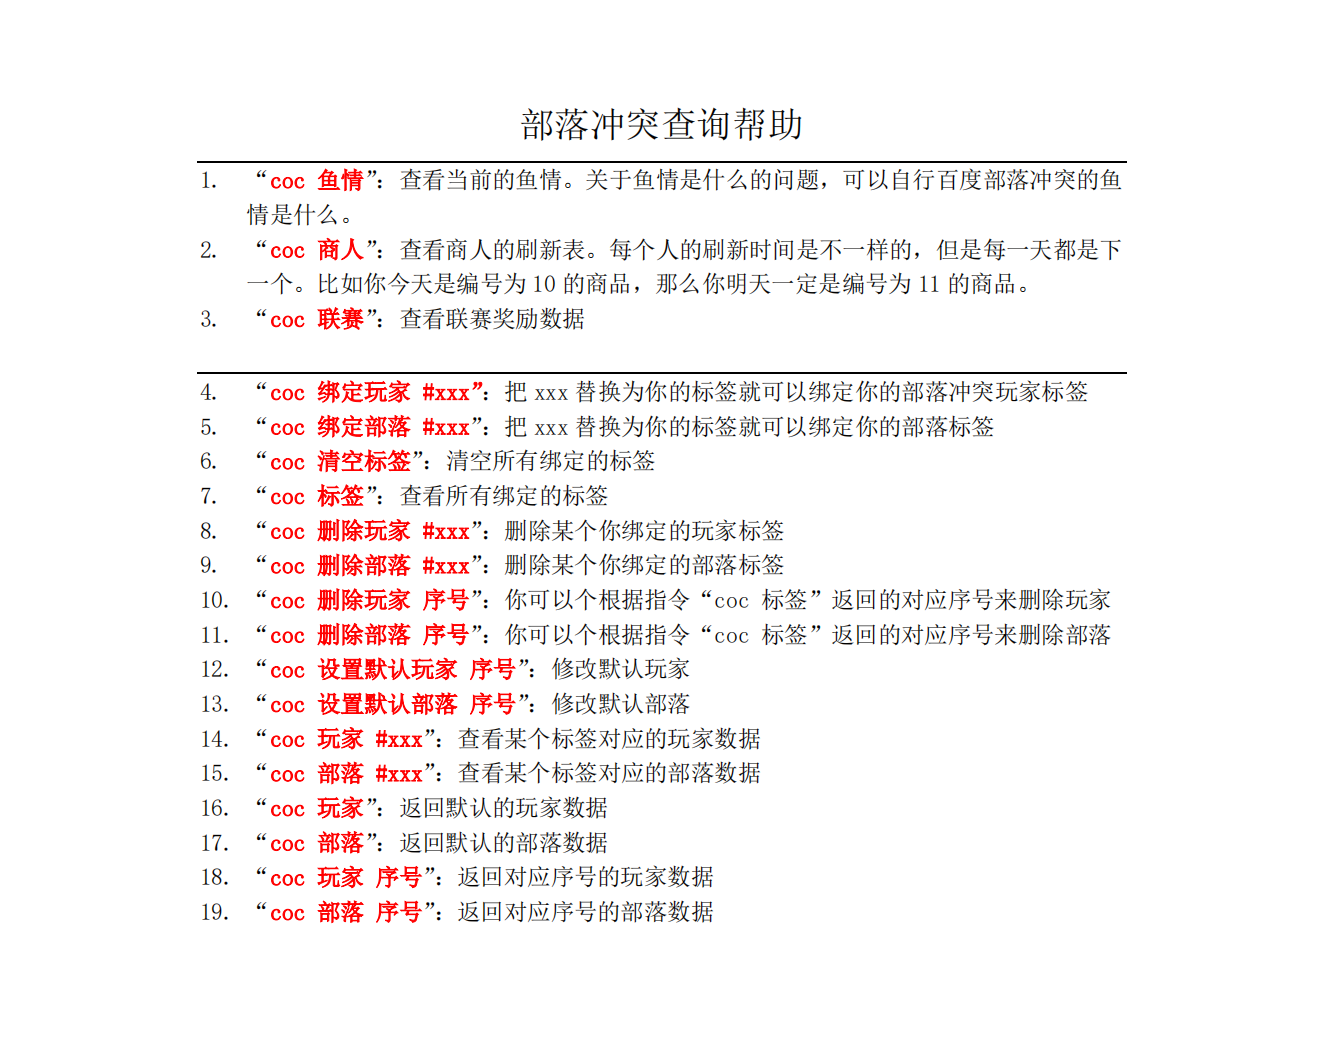 部落冲突查询帮助
1. “coc 鱼情”：查看当前的鱼情。关于鱼情是什么的问题，可以自行百度部落冲突的鱼
情是什么。
2. “coc 商人”：查看商人的刷新表。每个人的刷新时间是不一样的，但是每一天都是下
一个。比如你今天是编号为 10 的商品，那么你明天一定是编号为 11 的商品。
3. “coc 联赛”：查看联赛奖励数据
4. “coc 绑定玩家 #xxx”：把 xxx 替换为你的标签就可以绑定你的部落冲突玩家标签
5. “coc 绑定部落 #xxx”：把 xxx 替换为你的标签就可以绑定你的部落标签
6. “coc 清空标签”：清空所有绑定的标签
7. “coc 标签”：查看所有绑定的标签
8. “coc 删除玩家 #xxx”：删除某个你绑定的玩家标签
9. “coc 删除部落 #xxx”：删除某个你绑定的部落标签
10. “coc 删除玩家 序号”：你可以个根据指令“coc 标签”返回的对应序号来删除玩家
11. “coc 删除部落 序号”：你可以个根据指令“coc 标签”返回的对应序号来删除部落
12. “coc 设置默认玩家 序号”：修改默认玩家
13. “coc 设置默认部落 序号”：修改默认部落
14. “coc 玩家 #xxx”：查看某个标签对应的玩家数据
15. “coc 部落 #xxx”：查看某个标签对应的部落数据
16. “coc 玩家”：返回默认的玩家数据
17. “coc 部落”：返回默认的部落数据
18. “coc 玩家 序号”：返回对应序号的玩家数据
19. “coc 部落 序号”：返回对应序号的部落数据